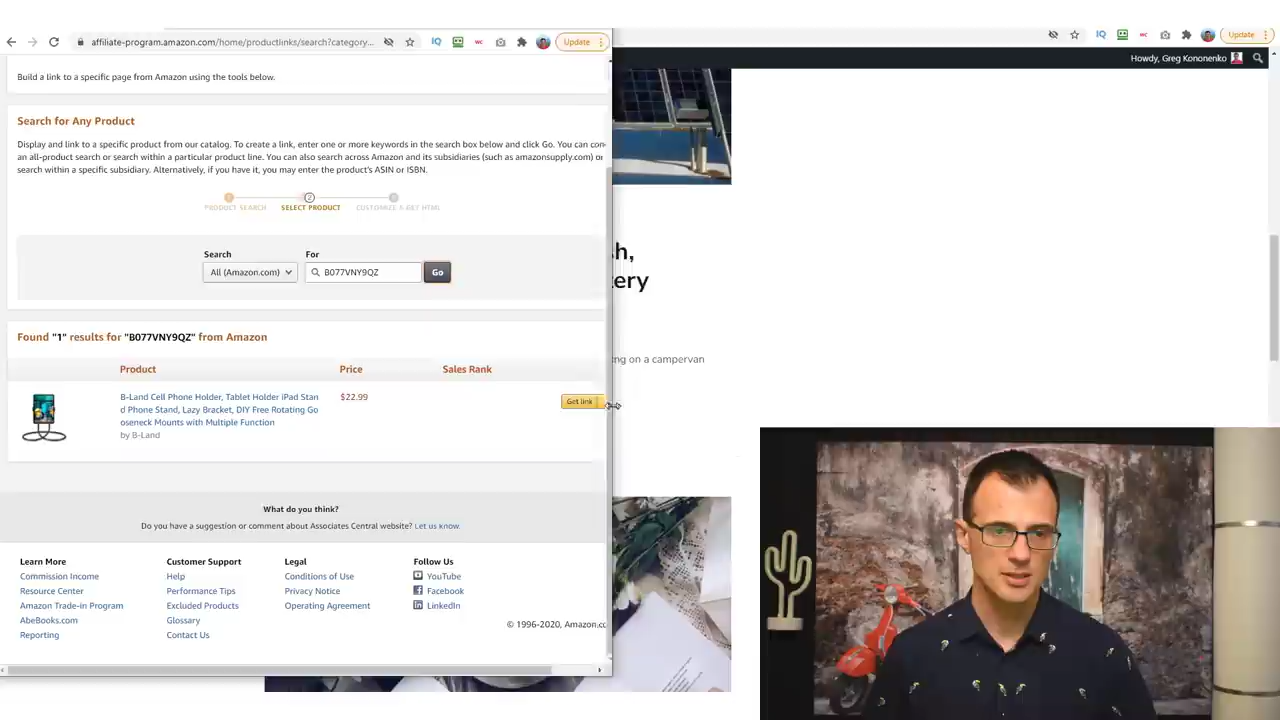 affiliate-program.amazon.com/home/productlinks/search?category...
Update
Update
Howdy, Greg Kononenko
Build a link to a specific page from Amazon using the tools below.
Search for Any Product
Display and link to a specific product from our catalog. To create a link, enter one or more keywords in the search box below and click Go. You can con
an all-product search or search within a particular product line. You can also search across Amazon and its subsidiaries (such as amazonsupply.com) or
search within a specific subsidiary. Alternatively, if you have it, you may enter the product's ASIN or ISBN.
1 2 3
PRODUCT SEARCH SELECT PRODUCT CUSTOMIZE & GET HTML
Search For
All (Amazon.com) B077VNY9QZ Go
Found "1" results for "B077VNY9QZ" from Amazon
Product Price Sales Rank
B-Land Cell Phone Holder, Tablet Holder iPad Stan
d Phone Stand, Lazy Bracket, DIY Free Rotating Go
oseneck Mounts with Multiple Function
by B-Land
$22.99
Get link
What do you think?
Do you have a suggestion or comment about Associates Central website? Let us know.
Learn More
Commission Income
Resource Center
Amazon Trade-in Program
AbeBooks.com
Reporting
Customer Support
Help
Performance Tips
Excluded Products
Glossary
Contact Us
Legal
Conditions of Use
Privacy Notice
Operating Agreement
Follow Us
YouTube
Facebook
LinkedIn
© 1996-2020, Amazon.co
sh,
tery
ng on a campervan